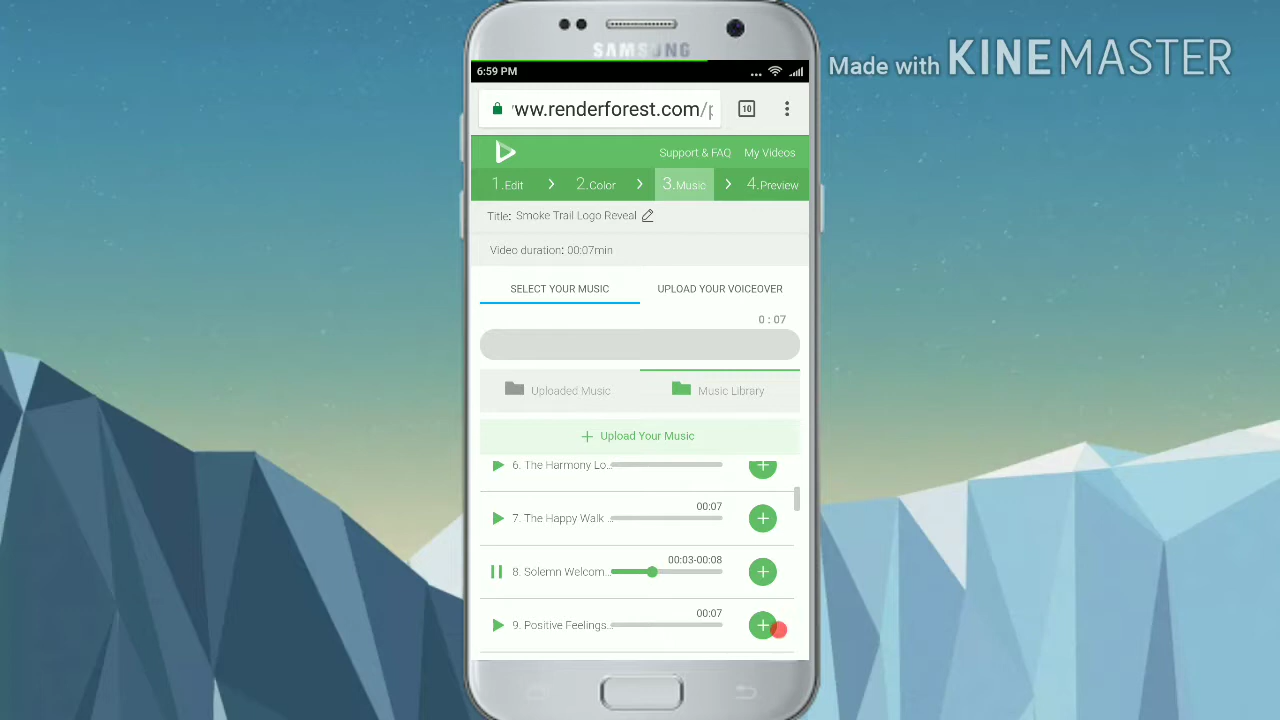 SAMSUNG
Made with KINEMASTER
6:59 PM
ww.renderforest.com/p
10
Support & FAQ My Videos
1.Edit 2.Color 3.Music 4.Preview
Title: Smoke Trail Logo Reveal
Video duration: 00:07min
SELECT YOUR MUSIC UPLOAD YOUR VOICEOVER
0 : 07
Uploaded Music Music Library
+ Upload Your Music
6. The Harmony Lo...
00:07
7. The Happy Walk ...
00:03-00:08
8. Solemn Welcom...
00:07
9. Positive Feelings...